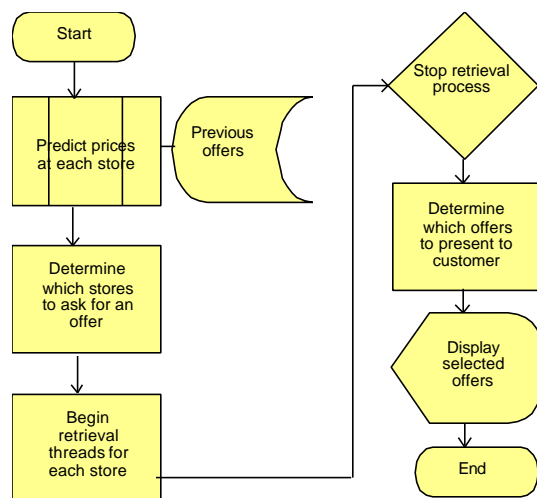 Start
Predict prices
at each store
Previous
offers
Determine
which stores
to ask for an
offer
Begin
retrieval
threads for
each store
Stop retrieval
process
Determine
which offers
to present to
customer
Display
selected
offers
End